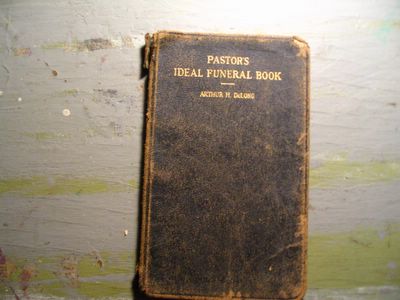 PASTOR'S
IDEAL FUNERAL BOOK
ARTHUR H. DeLONG